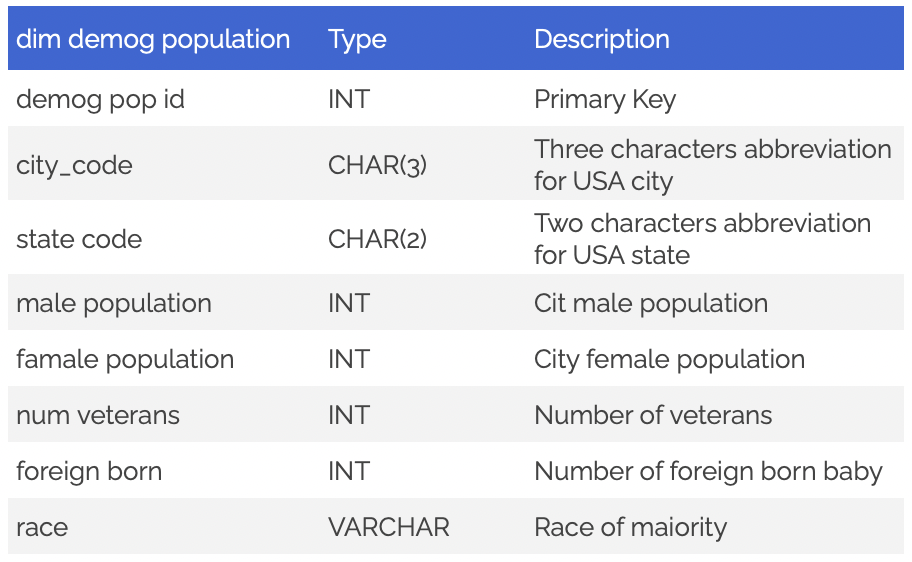 dim demog population Type Description
demog pop id INT Primary Key
city_code CHAR(3) Three characters abbreviation
for USA city
state code CHAR(2) Two characters abbreviation
for USA state
male population INT Cit male population
famale population INT City female population
num veterans INT Number of veterans
foreign born INT Number of foreign born baby
race VARCHAR Race of maiority